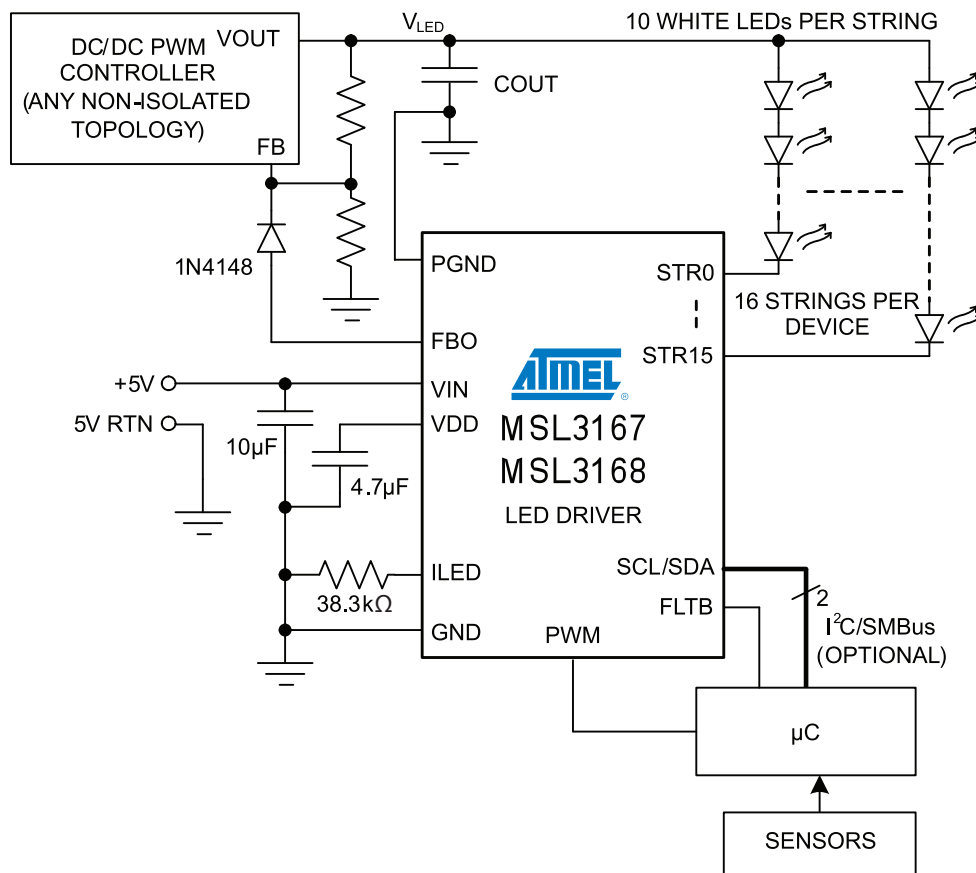 VOUT
DC/DC PWM
CONTROLLER
(ANY NON-ISOLATED
TOPOLOGY)
FB
VLED
10 WHITE LEDs PER STRING
COUT
1N4148
PGND
STR0
16 STRINGS PER
DEVICE
FBO
STR15
+5V
VIN
ATMEL
®
5V RTN
VDD
MSL3167
10µF
4.7µF
MSL3168
LED DRIVER
ILED
SCL/SDA
38.3kΩ
FLTB
2
GND
PWM
I²C/SMBus
(OPTIONAL)
µC
SENSORS